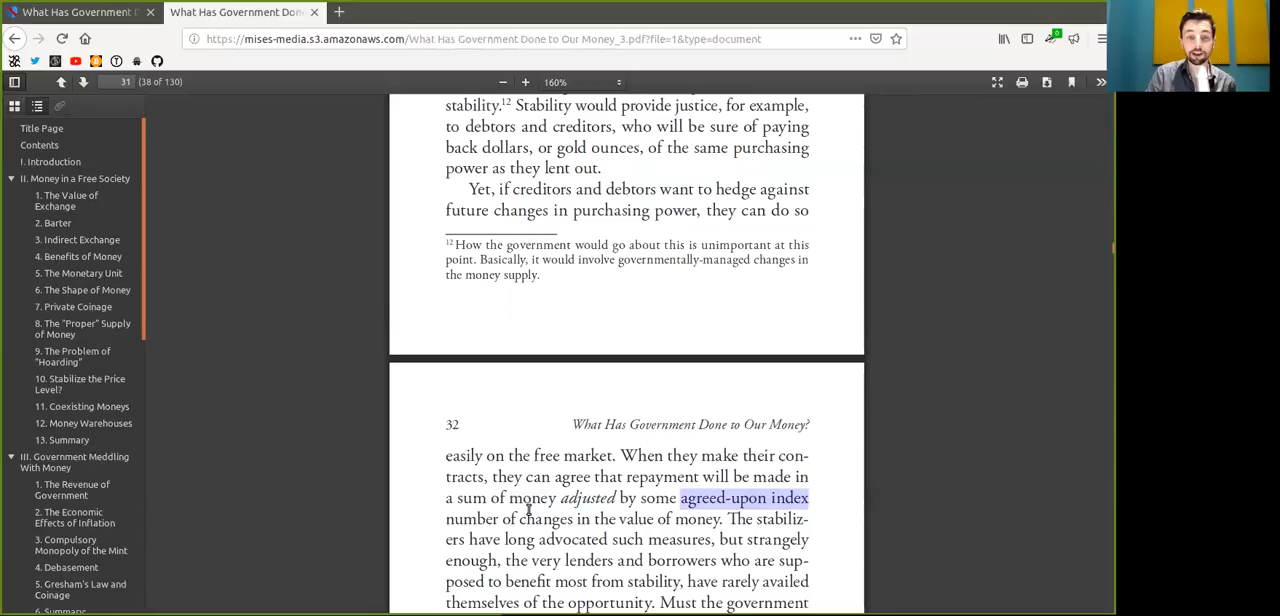 What Has Government D
What Has Government Don
https://mises-media.s3.amazonaws.com/What Has Government Done to Our Money_3.pdf?file=1&type=document
0
31 (38 of 130)
160%
Title Page
Contents
I. Introduction
II. Money in a Free Society
1. The Value of
Exchange
2. Barter
3. Indirect Exchange
4. Benefits of Money
5. The Monetary Unit
6. The Shape of Money
7. Private Coinage
8. The "Proper" Supply
of Money
9. The Problem of
"Hoarding"
10. Stabilize the Price
Level?
11. Coexisting Moneys
12. Money Warehouses
13. Summary
III. Government Meddling
With Money
1. The Revenue of
Government
2. The Economic
Effects of Inflation
3. Compulsory
Monopoly of the Mint
4. Debasement
5. Gresham's Law and
Coinage
6. Summary
stability.12 Stability would provide justice, for example,
to debtors and creditors, who will be sure of paying
back dollars, or gold ounces, of the same purchasing
power as they lent out.
Yet, if creditors and debtors want to hedge against
future changes in purchasing power, they can do so
12 How the government would go about this is unimportant at this
point. Basically, it would involve governmentally-managed changes in
the money supply.
32 What Has Government Done to Our Money?
easily on the free market. When they make their con-
tracts, they can agree that repayment will be made in
a sum of money adjusted by some agreed-upon index
number of changes in the value of money. The stabiliz-
ers have long advocated such measures, but strangely
enough, the very lenders and borrowers who are sup-
posed to benefit most from stability, have rarely availed
themselves of the opportunity. Must the government